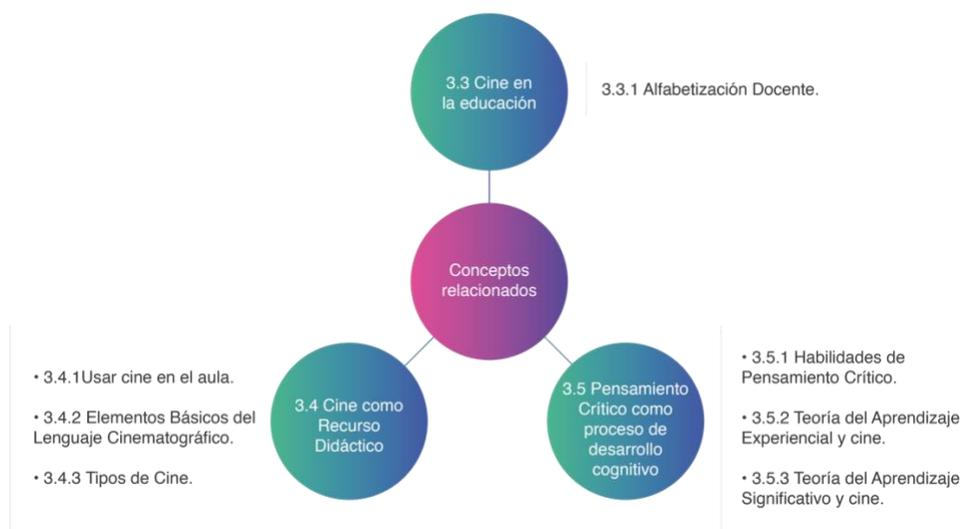 3.3 Cine en
la educación
3.3.1 Alfabetización Docente.
Conceptos
relacionados
3.4 Cine como
Recurso
Didáctico
• 3.4.1Usar cine en el aula.
• 3.4.2 Elementos Básicos del
Lenguaje Cinematográfico.
• 3.4.3 Tipos de Cine.
3.5 Pensamiento
Crítico como
proceso de
desarrollo
cognitivo
• 3.5.1 Habilidades de
Pensamiento Crítico.
• 3.5.2 Teoría del Aprendizaje
Experiencial y cine.
• 3.5.3 Teoría del Aprendizaje
Significativo y cine.